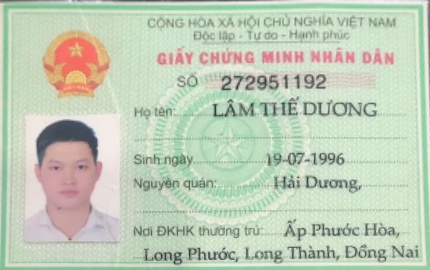 CỘNG HÒA XÃ HỘI CHỦ NGHĨA VIỆT NAM
Độc lập - Tự do - Hạnh phúc
GIẤY CHỨNG MINH NHÂN DÂN
SỐ 272951192
Họ tên: LÂM THẾ DƯƠNG
Sinh ngày 19-07-1996
Nguyên quán: Hải Dương,
Nơi ĐKHK thường trú: Ấp Phước Hòa,
Long Phước, Long Thành, Đồng Nai